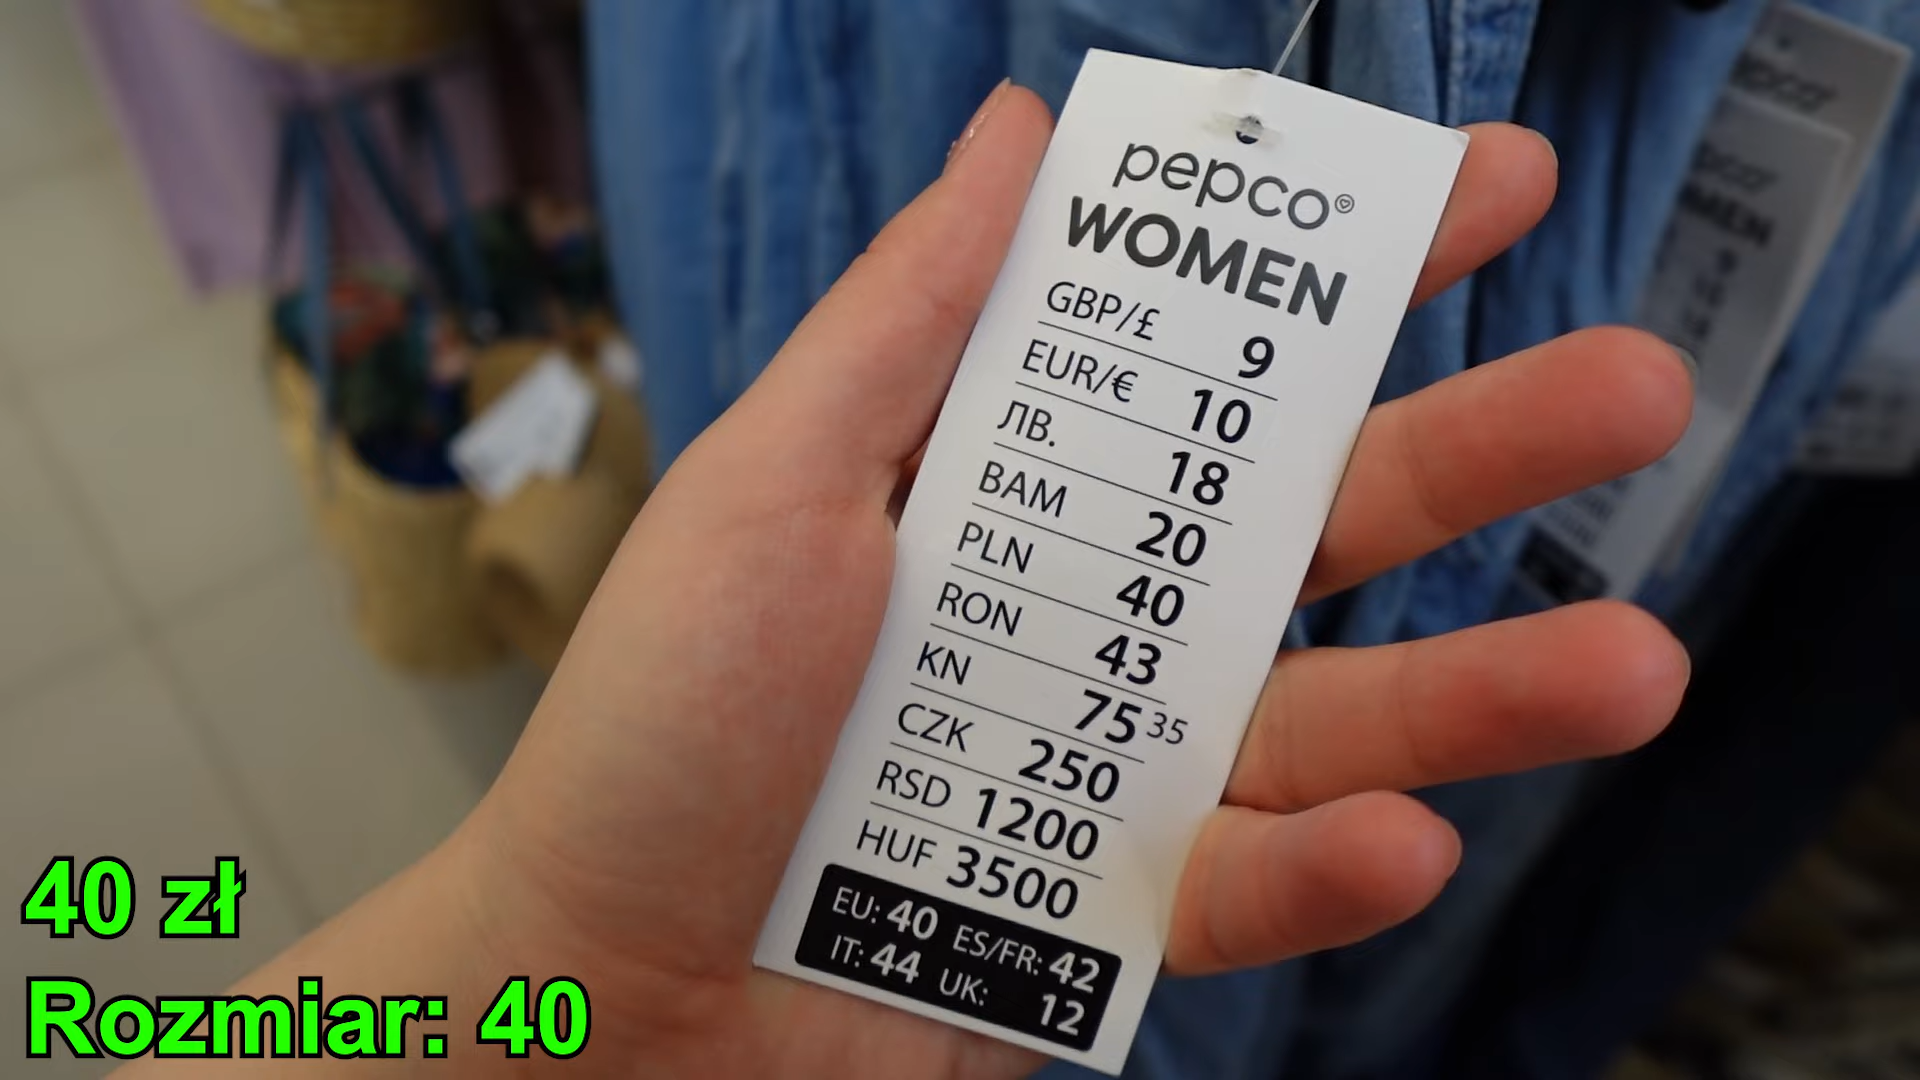 pepco
WOMEN
GBP/£ 9
EUR/€ 10
ЛВ. 18
BAM 20
PLN 40
RON 43
KN 75 35
CZK 250
RSD 1200
HUF 3500
EU: 40 ES/FR: 42
IT: 44 UK: 12
40 zł
Rozmiar: 40